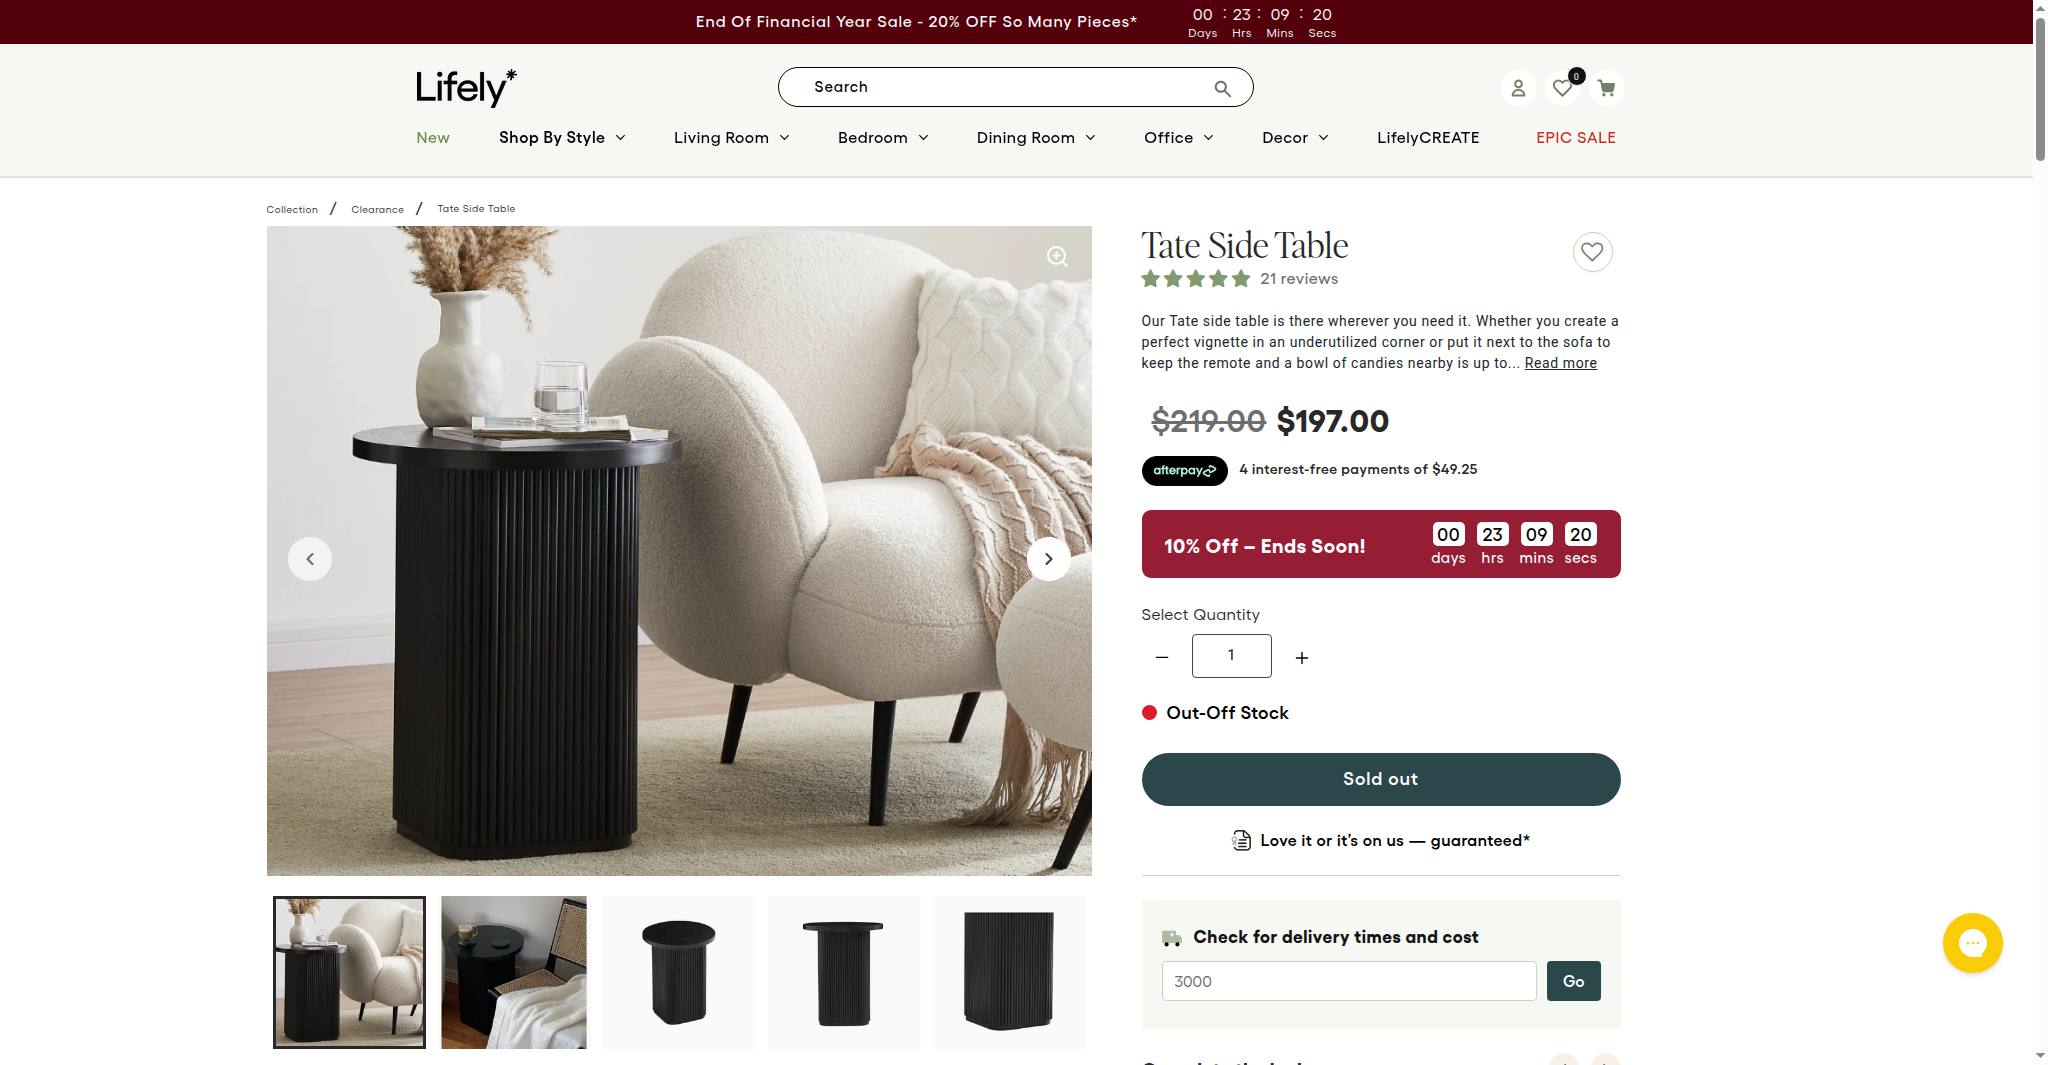 End Of Financial Year Sale - 20% OFF So Many Pieces*
00 : 23 : 09 : 20
Days Hrs Mins Secs
Lifely*
Search
0
New
Shop By Style
Living Room
Bedroom
Dining Room
Office
Decor
LifelyCREATE
EPIC SALE
Collection / Clearance / Tate Side Table
Tate Side Table
21 reviews
Our Tate side table is there wherever you need it. Whether you create a
perfect vignette in an underutilized corner or put it next to the sofa to
keep the remote and a bowl of candies nearby is up to... Read more
$219.00 $197.00
afterpay 4 interest-free payments of $49.25
10% Off – Ends Soon!
00 23 09 20
days hrs mins secs
Select Quantity
− 1 +
Out-Off Stock
Sold out
Love it or it's on us — guaranteed*
Check for delivery times and cost
3000
Go